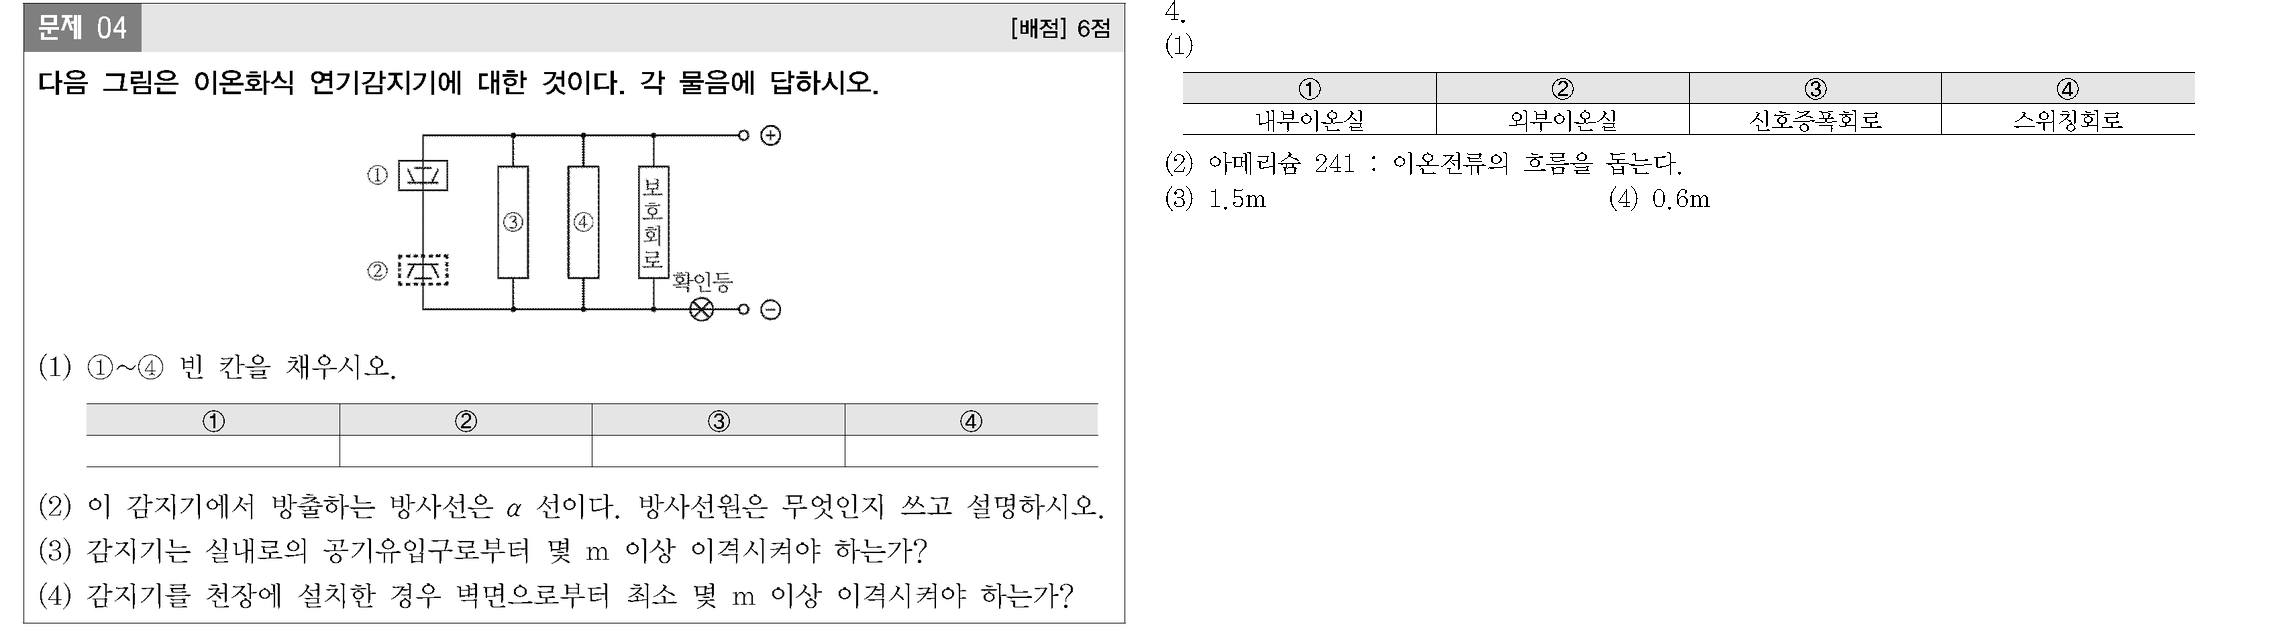 문제 04 [배점] 6점
다음 그림은 이온화식 연기감지기에 대한 것이다. 각 물음에 답하시오.
⊕
①
③ ④ 보호회로
②
확인등
⊖
(1) ①~④ 빈 칸을 채우시오.
① ② ③ ④
(2) 이 감지기에서 방출하는 방사선은 α 선이다. 방사선원은 무엇인지 쓰고 설명하시오.
(3) 감지기는 실내로의 공기유입구로부터 몇 m 이상 이격시켜야 하는가?
(4) 감지기를 천장에 설치한 경우 벽면으로부터 최소 몇 m 이상 이격시켜야 하는가?
4.
(1)
① ② ③ ④
내부이온실 외부이온실 신호증폭회로 스위칭회로
(2) 아메리슘 241 : 이온전류의 흐름을 돕는다.
(3) 1.5m (4) 0.6m